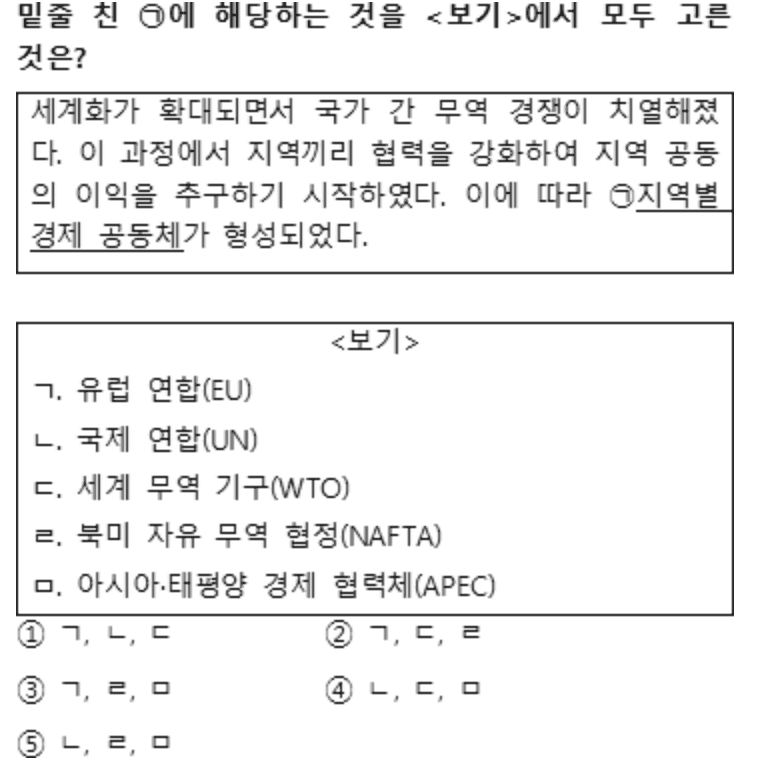 밑줄 친 ㉠에 해당하는 것을 <보기>에서 모두 고른
것은?
세계화가 확대되면서 국가 간 무역 경쟁이 치열해졌
다. 이 과정에서 지역끼리 협력을 강화하여 지역 공동
의 이익을 추구하기 시작하였다. 이에 따라 ㉠지역별
경제 공동체가 형성되었다.
<보기>
ㄱ. 유럽 연합(EU)
ㄴ. 국제 연합(UN)
ㄷ. 세계 무역 기구(WTO)
ㄹ. 북미 자유 무역 협정(NAFTA)
ㅁ. 아시아·태평양 경제 협력체(APEC)
① ㄱ, ㄴ, ㄷ ② ㄱ, ㄷ, ㄹ
③ ㄱ, ㄹ, ㅁ ④ ㄴ, ㄷ, ㅁ
⑤ ㄴ, ㄹ, ㅁ